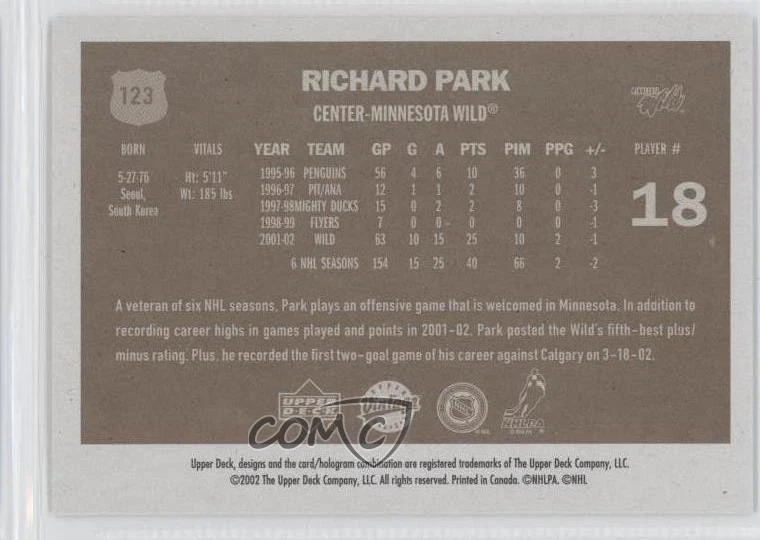 123
RICHARD PARK
CENTER-MINNESOTA WILD®
BORN VITALS YEAR TEAM GP G A PTS PIM PPG +/- PLAYER #
5-27-76 Ht: 5'11" 1995-96 PENGUINS 56 4 6 10 36 0 3
Seoul, Wt: 185 lbs 1996-97 PIT/ANA 12 1 1 2 10 0 -1
South Korea 1997-98 MIGHTY DUCKS 15 0 2 2 8 0 -3 18
1998-99 FLYERS 7 0 0 0 0 0 -1
2001-02 WILD 63 10 15 25 10 2 -1
6 NHL SEASONS 154 15 25 40 66 2 -2
A veteran of six NHL seasons, Park plays an offensive game that is welcomed in Minnesota. In addition to
recording career highs in games played and points in 2001-02, Park posted the Wild's fifth-best plus/
minus rating. Plus, he recorded the first two-goal game of his career against Calgary on 3-18-02.
UPPER DECK
UPPER
Vintage
NHL
NHLPA
COMC
Upper Deck, designs and the card/hologram combination are registered trademarks of The Upper Deck Company, LLC.
©2002 The Upper Deck Company, LLC. All rights reserved. Printed in Canada. ©NHLPA. ©NHL